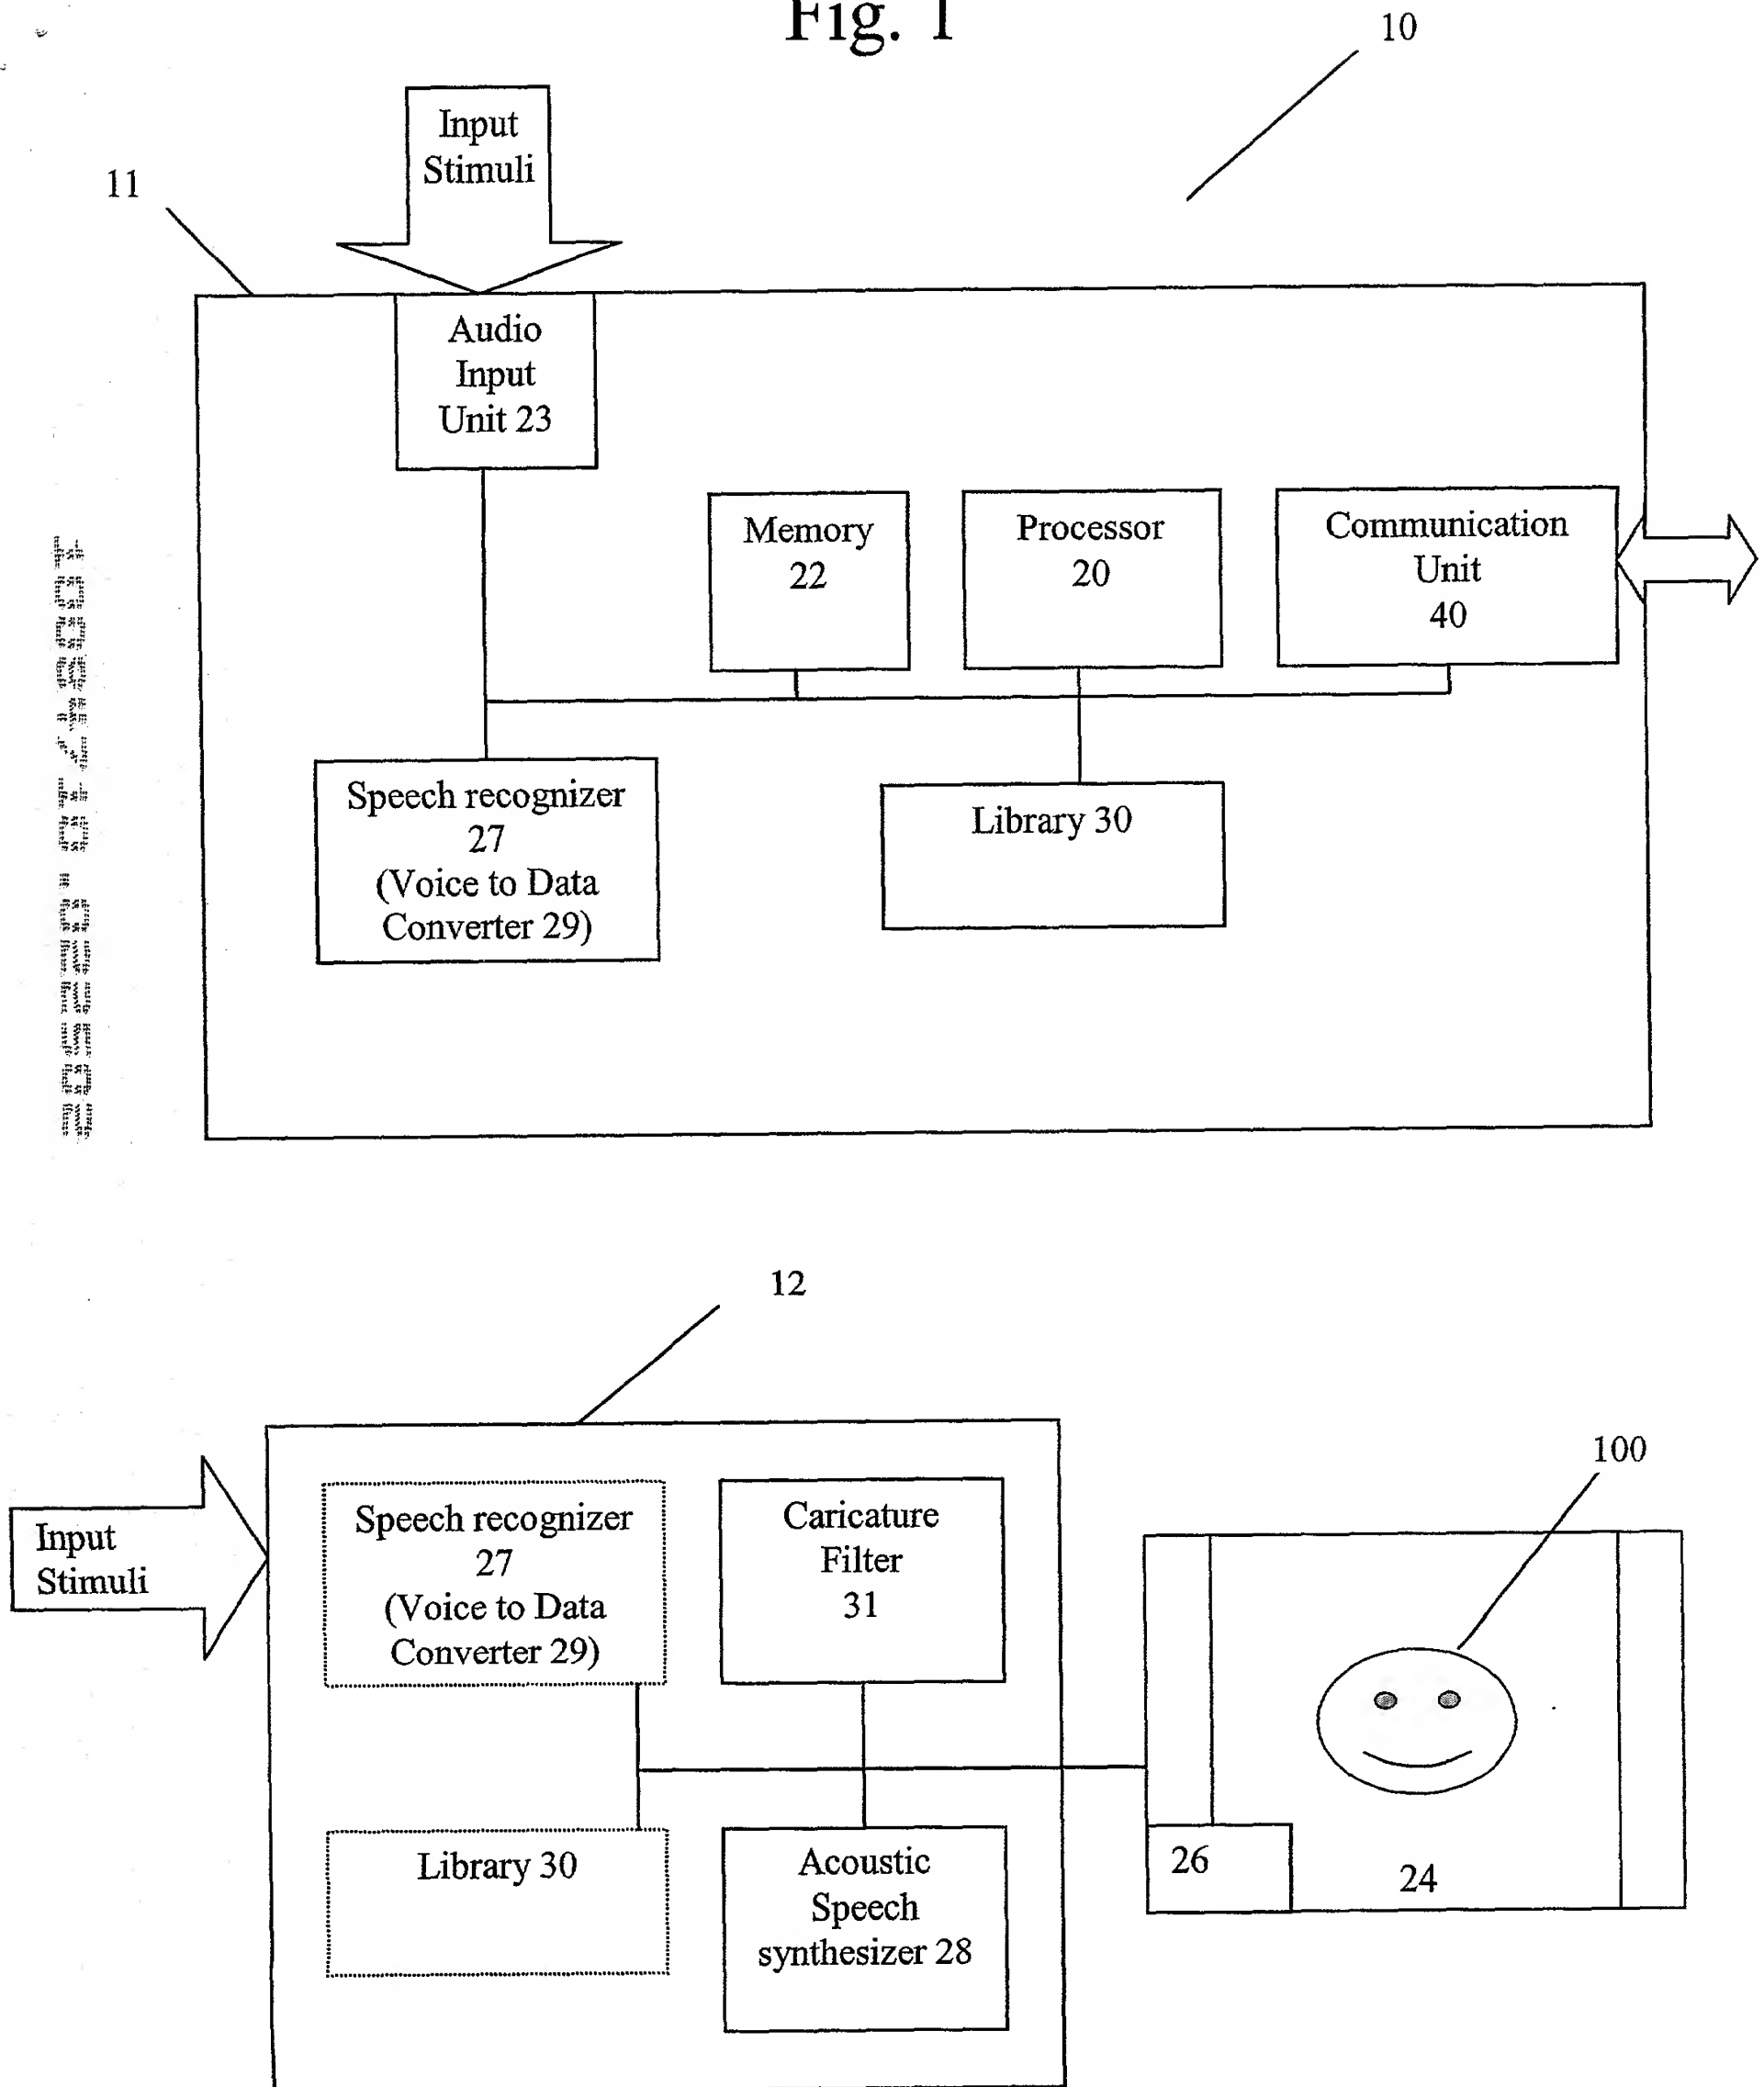 Fig. 1
10
Input
Stimuli
11
Audio
Input
Unit 23
Memory
22
Processor
20
Communication
Unit
40
Speech recognizer
27
(Voice to Data
Converter 29)
Library 30
12
100
Input
Stimuli
Speech recognizer
27
(Voice to Data
Converter 29)
Caricature
Filter
31
Library 30
Acoustic
Speech
synthesizer 28
26
24